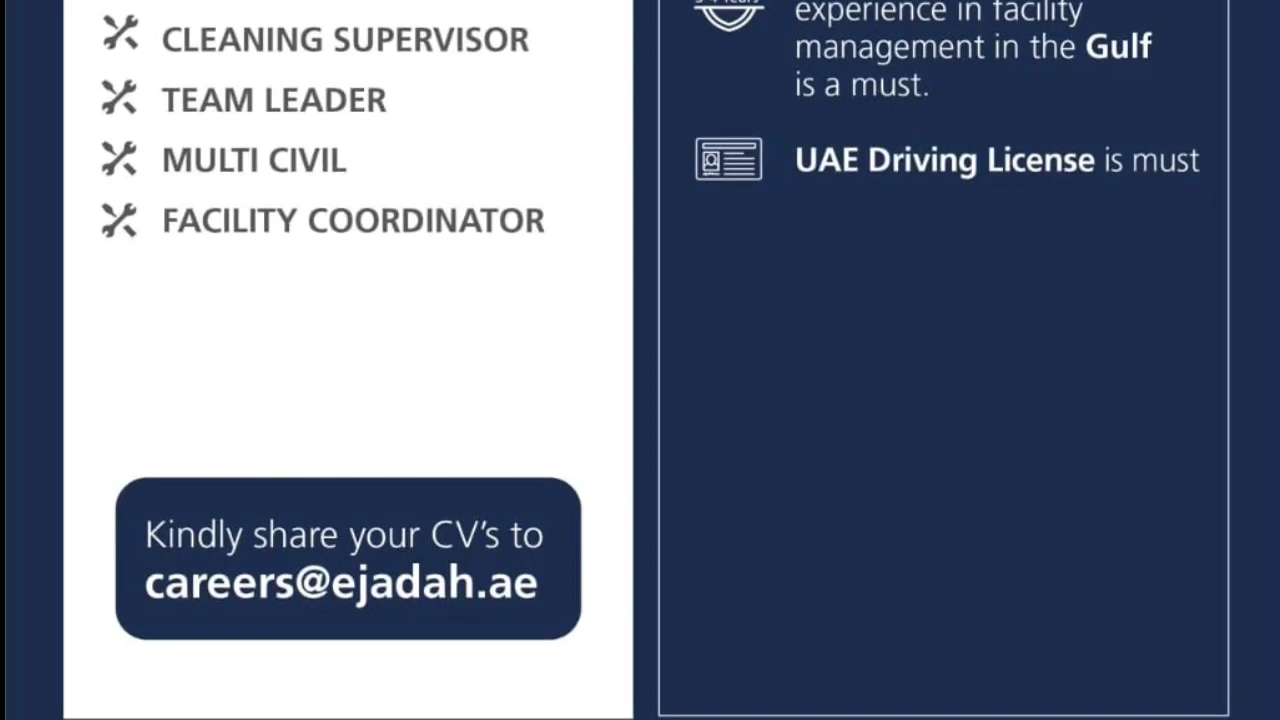 CLEANING SUPERVISOR
TEAM LEADER
MULTI CIVIL
FACILITY COORDINATOR
Kindly share your CV's to
careers@ejadah.ae
experience in facility
management in the Gulf
is a must.
UAE Driving License is must